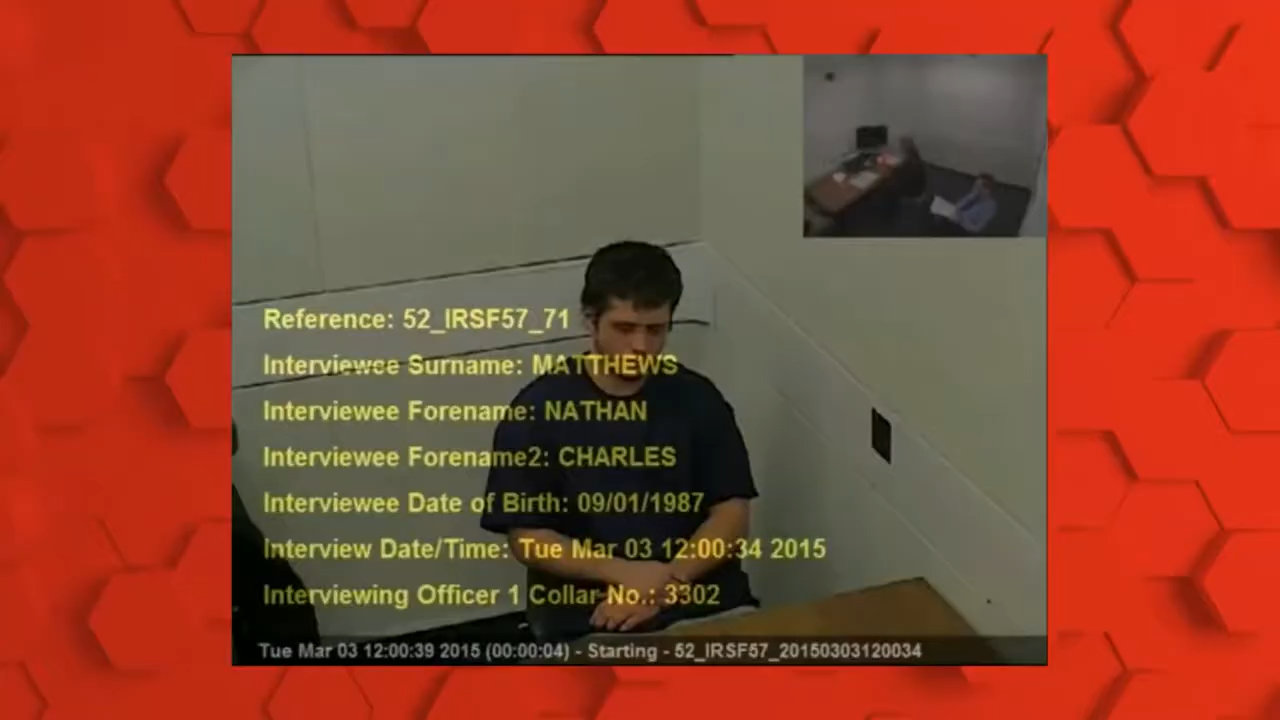 Reference: 52_IRSF57_71
Interviewee Surname: MATTHEWS
Interviewee Forename: NATHAN
Interviewee Forename2: CHARLES
Interviewee Date of Birth: 09/01/1987
Interview Date/Time: Tue Mar 03 12:00:34 2015
Interviewing Officer 1 Collar No.: 3302
Tue Mar 03 12:00:39 2015 (00:00:04) - Starting - 52_IRSF57_20150303120034